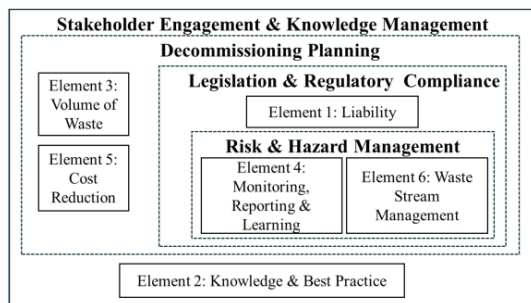 Stakeholder Engagement & Knowledge Management
Decommissioning Planning
Element 3:
Volume of
Waste
Element 5:
Cost
Reduction
Legislation & Regulatory Compliance
Element 1: Liability
Risk & Hazard Management
Element 4:
Monitoring,
Reporting &
Learning
Element 6: Waste
Stream
Management
Element 2: Knowledge & Best Practice